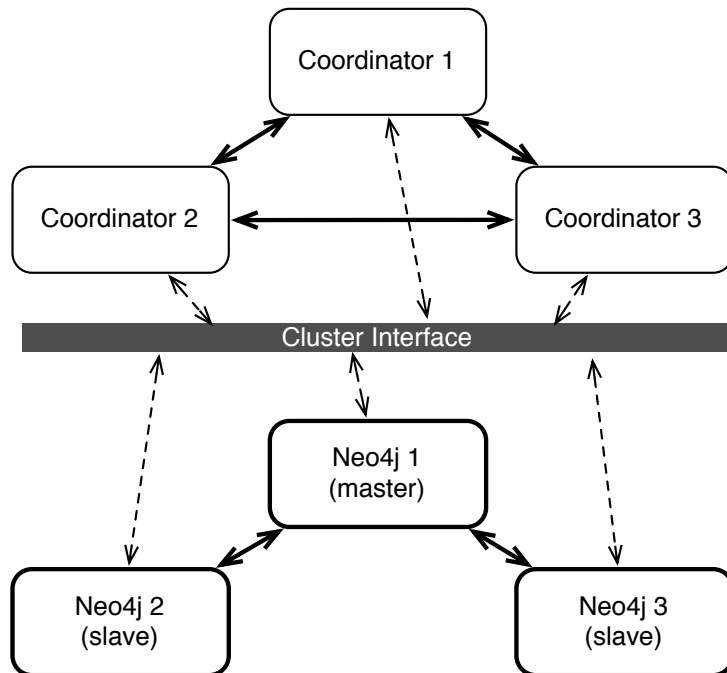 Coordinator 1
Coordinator 2
Coordinator 3
Cluster Interface
Neo4j 1
(master)
Neo4j 2
(slave)
Neo4j 3
(slave)